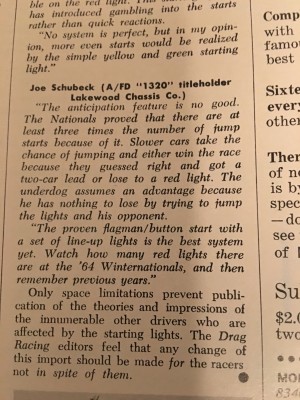 ble on the red light. This
has introduced gambling into the starts
rather than quick reactions.
"No system is perfect, but in my opin-
ion, more even starts would be realized
by the simple yellow and green starting
light."
Joe Schubeck (A/FD "1320" titleholder
Lakewood Chassis Co.)
"The anticipation feature is no good.
The Nationals proved that there are at
least three times the number of jump
starts because of it. Slower cars take the
chance of jumping and either win the race
because they guessed right and got a
two-car lead or lose to a red light. The
underdog assumes an advantage because
he has nothing to lose by trying to jump
the lights and his opponent.
"The proven flagman/button start with
a set of line-up lights is the best system
yet. Watch how many red lights there
are at the '64 Winternationals, and then
remember previous years."
Only space limitations prevent publi-
cation of the theories and impressions of
the innumerable other drivers who are
affected by the starting lights. The Drag
Racing editors feel that any change of
this import should be made for the racers
not in spite of them.
Comp
with
famo
best
Sixte
every
other
Ther
of ne
is by
spec
—do
see
of l
Su
$2.0
two
MO
834